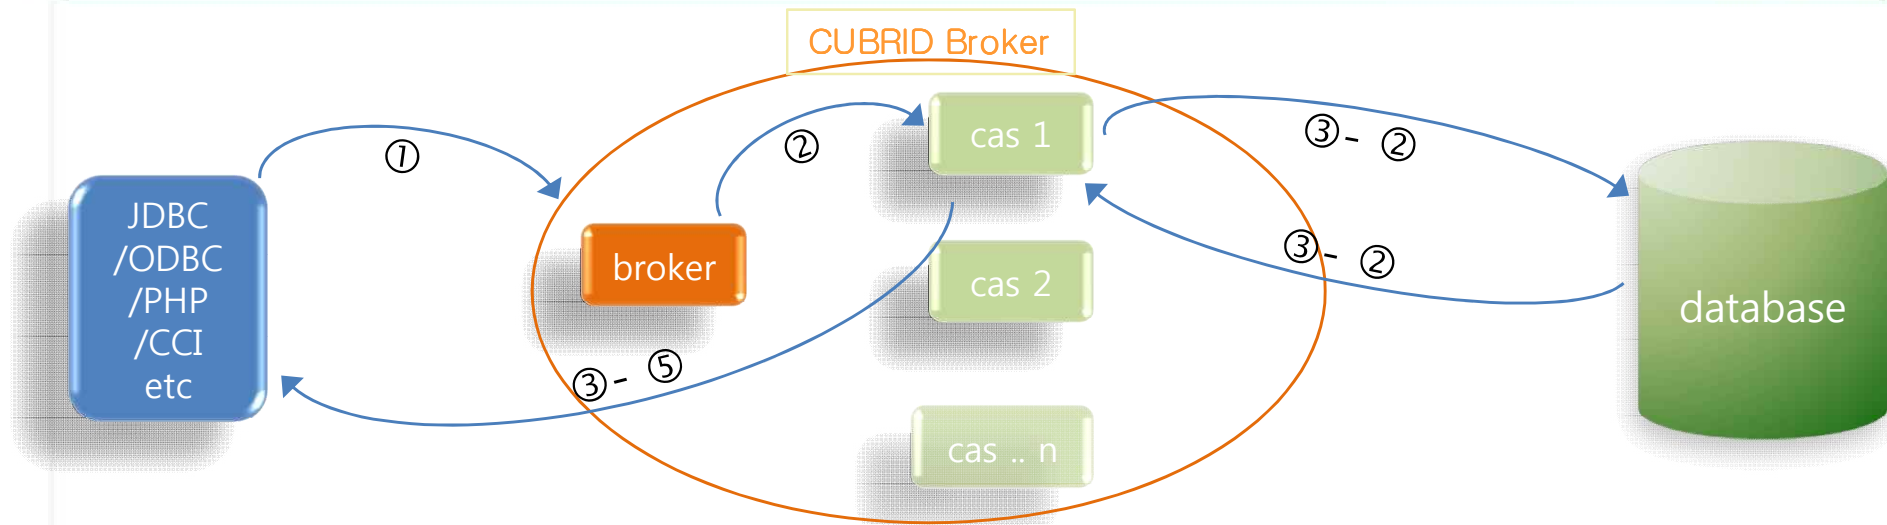 CUBRID Broker
①
②
cas 1
③- ②
JDBC
/ODBC
/PHP
/CCI
etc
broker
cas 2
③- ②
database
③- ⑤
cas .. n